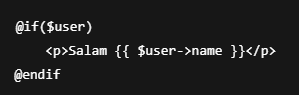 @if($user)
    <p>Salam {{ $user->name }}</p>
@endif